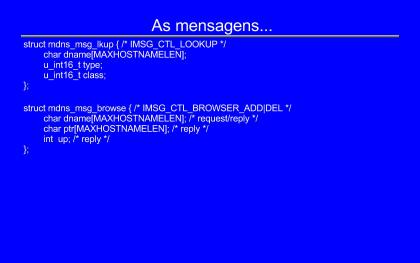 As mensagens...
struct mdns_msg_lkup { /* IMSG_CTL_LOOKUP */
char dname[MAXHOSTNAMELEN];
u_int16_t type;
u_int16_t class;
};
struct mdns_msg_browse { /* IMSG_CTL_BROWSER_ADD|DEL */
char dname[MAXHOSTNAMELEN]; /* request/reply */
char ptr[MAXHOSTNAMELEN]; /* reply */
int up; /* reply */
};